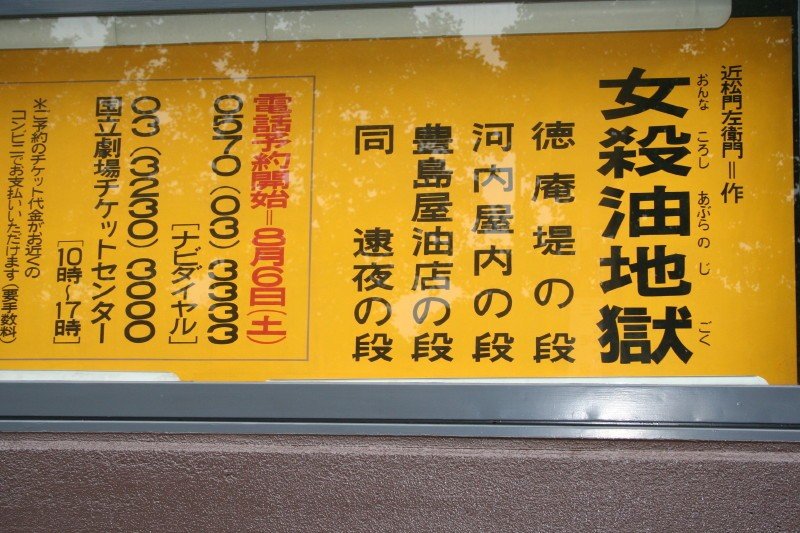 近松門左衛門＝作
女殺油地獄
おんな ころし あぶら の じ ごく
徳庵堤の段
河内屋内の段
豊島屋油店の段
同 逮夜の段
電話予約開始＝8月6日(土)
0570(03)3333
［ナビダイヤル］
03(3230)3000
国立劇場チケットセンター
［10時〜17時］
＊ご予約のチケット代金がお近くの
コンビニでお支払いいただけます(要手数料)